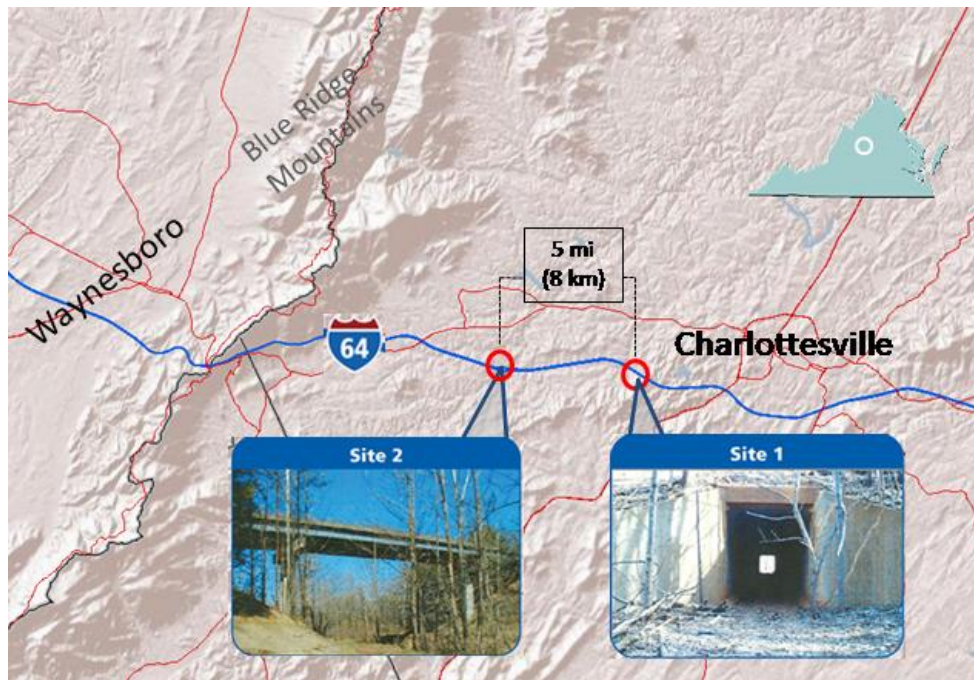 Blue Ridge
Mountains
Waynesboro
5 mi
(8 km)
64
Charlottesville
Site 2
Site 1